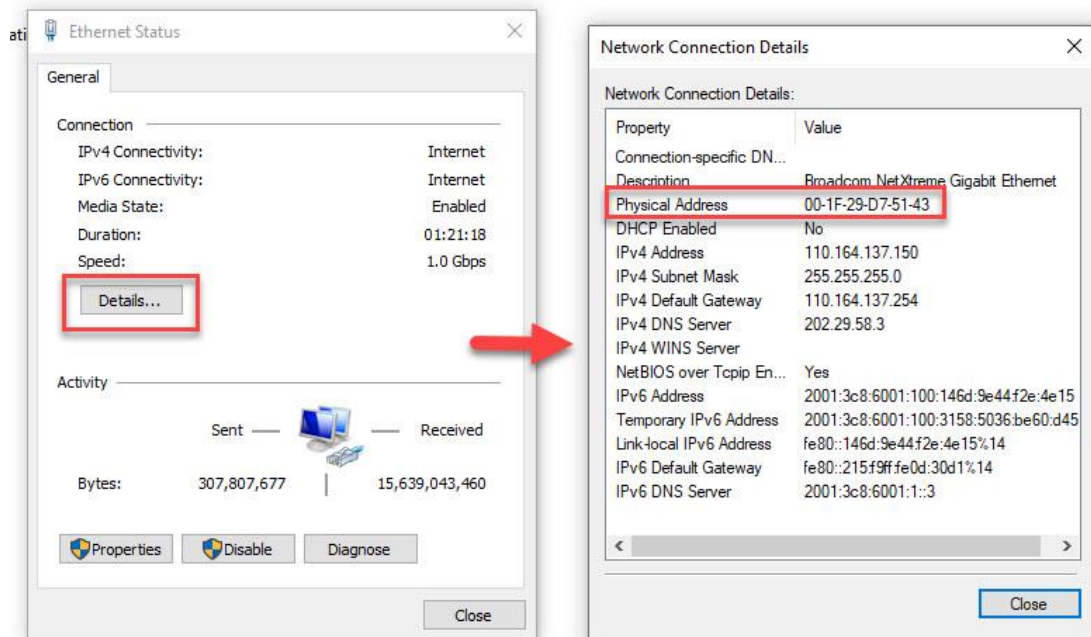 ati
Ethernet Status
General
Connection
IPv4 Connectivity: Internet
IPv6 Connectivity: Internet
Media State: Enabled
Duration: 01:21:18
Speed: 1.0 Gbps
Details...
Activity
Sent Received
Bytes: 307,807,677 15,639,043,460
Properties Disable Diagnose
Close
Network Connection Details
Network Connection Details:
Property Value
Connection-specific DN...
Description Broadcom NetXtreme Gigabit Ethernet
Physical Address 00-1F-29-D7-51-43
DHCP Enabled No
IPv4 Address 110.164.137.150
IPv4 Subnet Mask 255.255.255.0
IPv4 Default Gateway 110.164.137.254
IPv4 DNS Server 202.29.58.3
IPv4 WINS Server
NetBIOS over Tcpip En... Yes
IPv6 Address 2001:3c8:6001:100:146d:9e44:f2e:4e15
Temporary IPv6 Address 2001:3c8:6001:100:3158:5036:be60:d45
Link-local IPv6 Address fe80::146d:9e44:f2e:4e15%14
IPv6 Default Gateway fe80::215:f9ff:fe0d:30d1%14
IPv6 DNS Server 2001:3c8:6001:1::3
Close